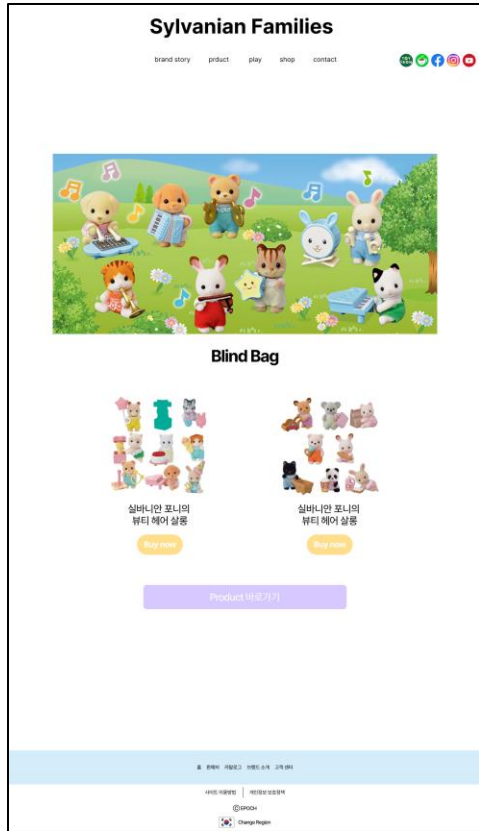 Sylvanian Families
brand story prduct play shop contact
Blind Bag
실바니안 포니의
뷰티 헤어 살롱
Buy now
실바니안 포니의
뷰티 헤어 살롱
Buy now
Product 바로가기
홈 판매처 카탈로그 브랜드 소개 고객 센터
사이트 이용방법 개인정보 보호정책
ⓒEPOCH
Change Region